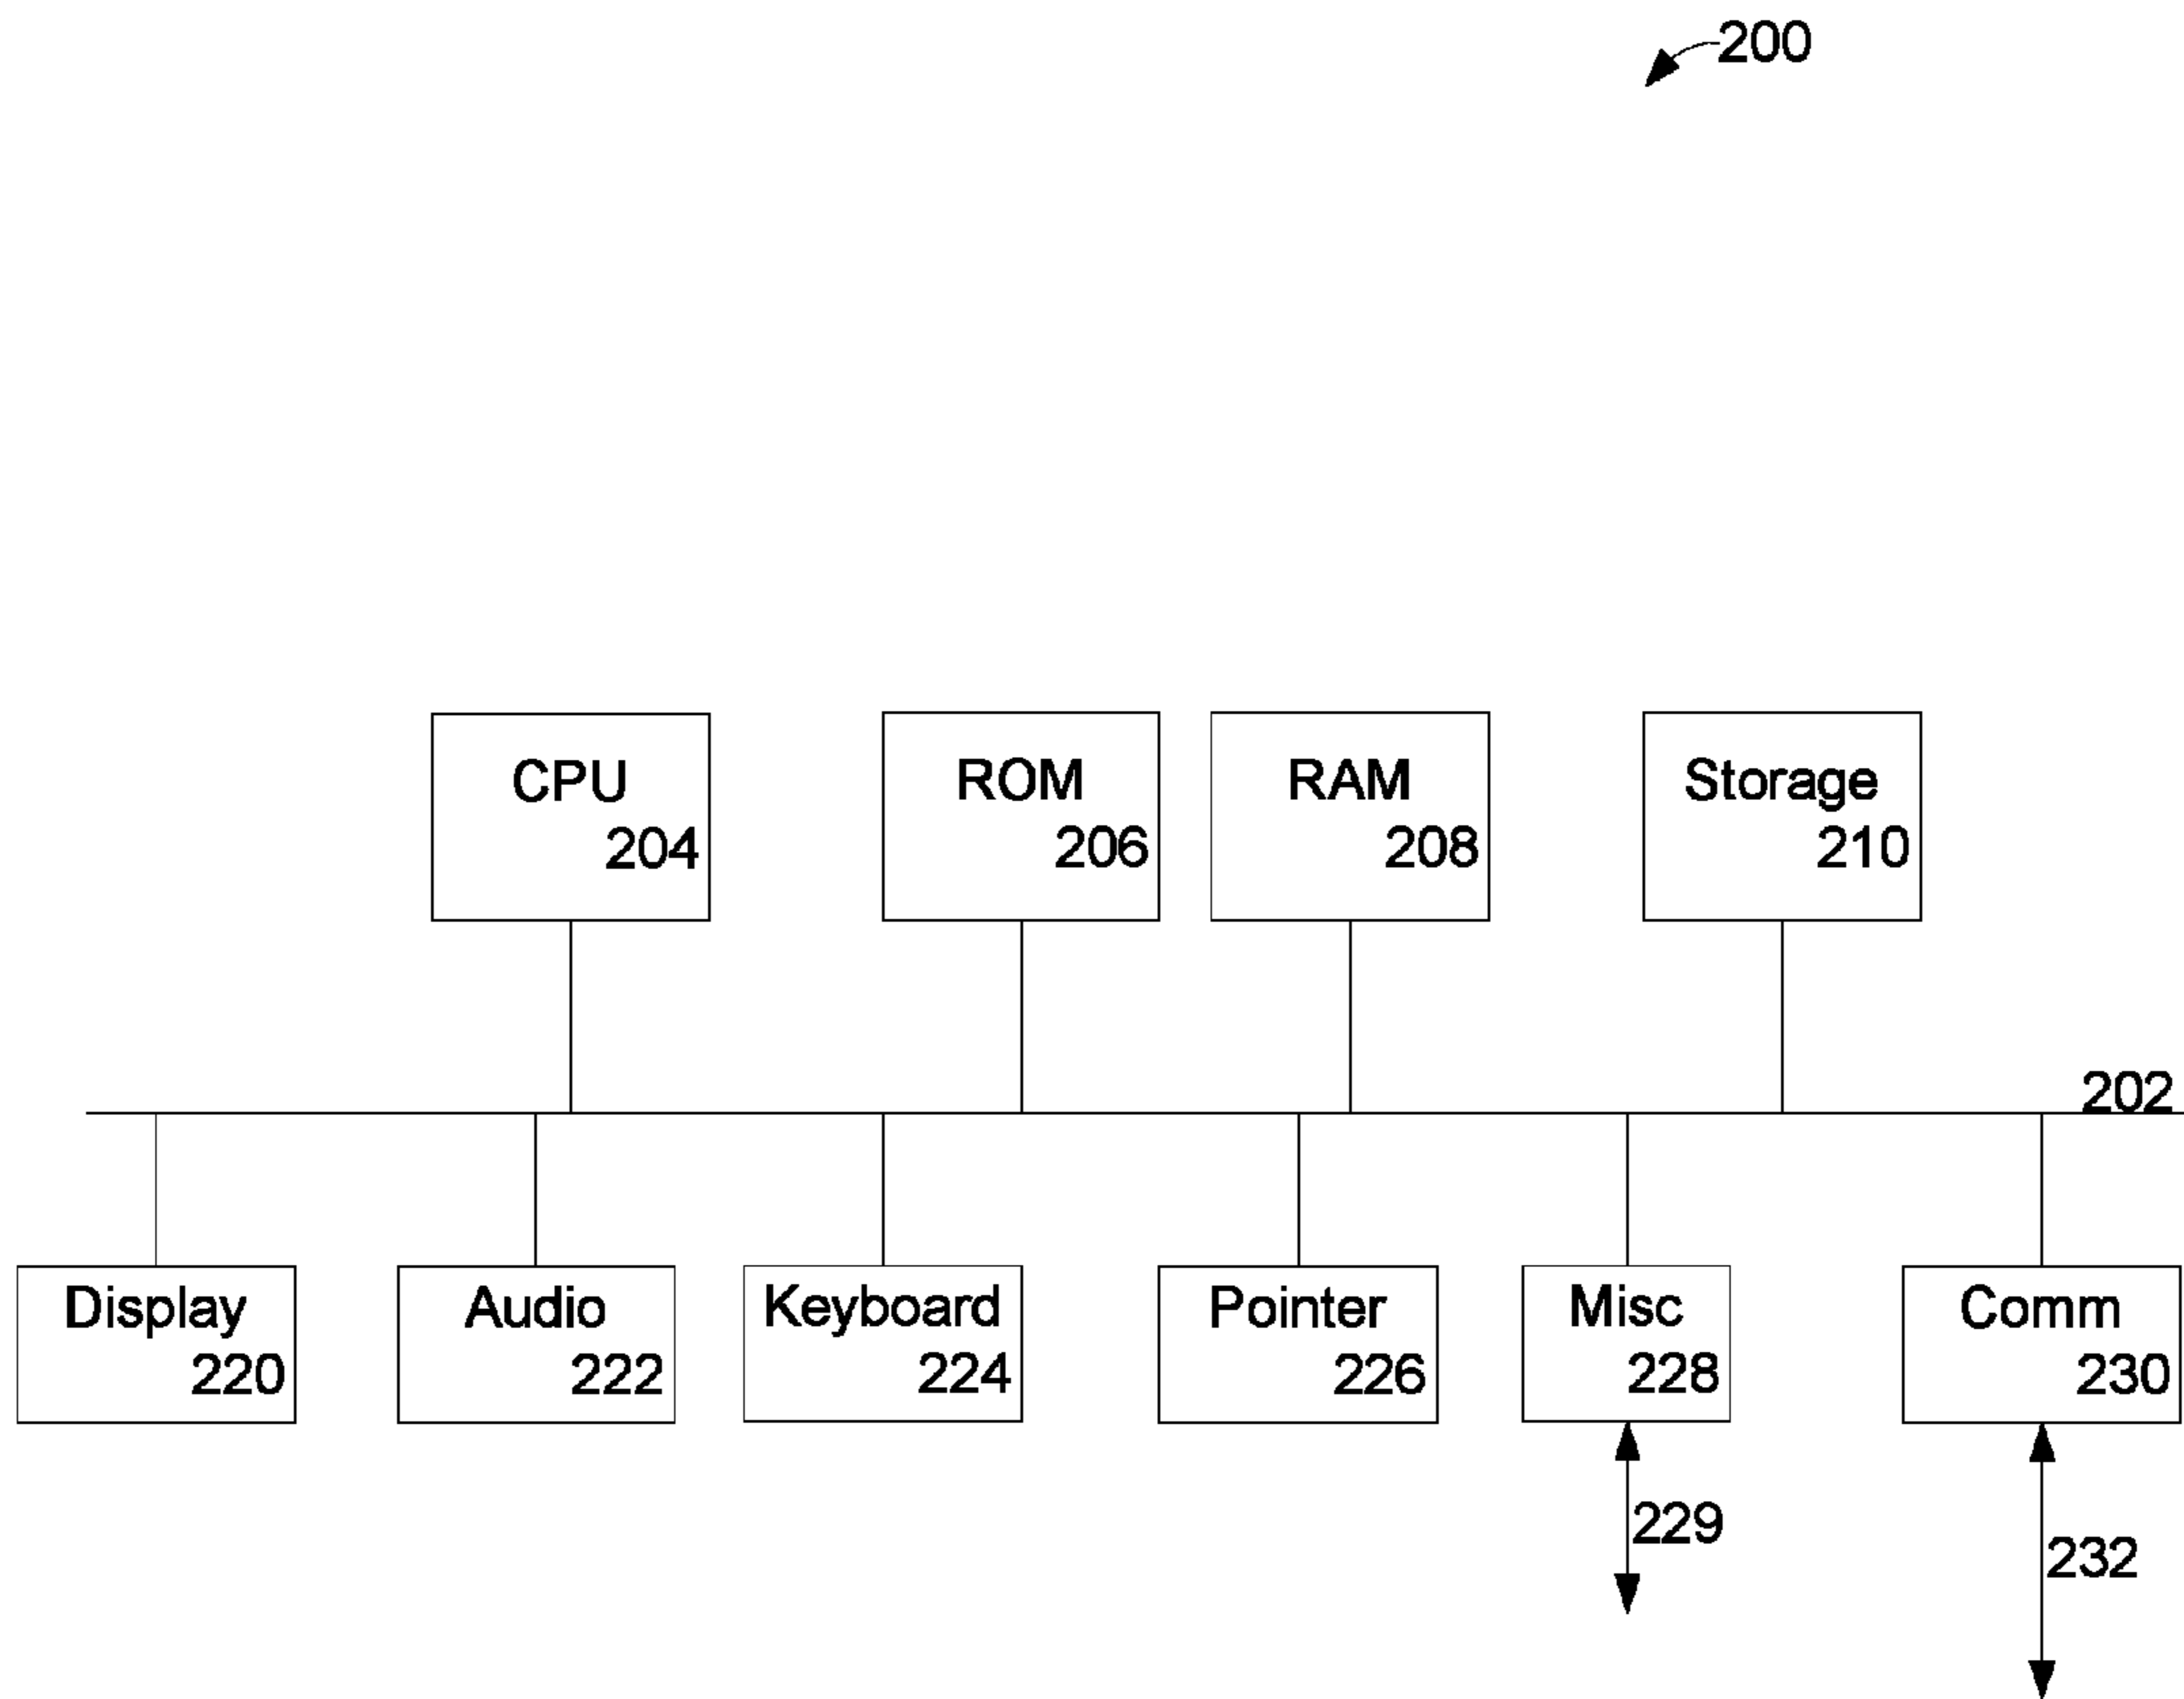 200
CPU
204
ROM
206
RAM
208
Storage
210
202
Display
220
Audio
222
Keyboard
224
Pointer
226
Misc
228
Comm
230
229
232